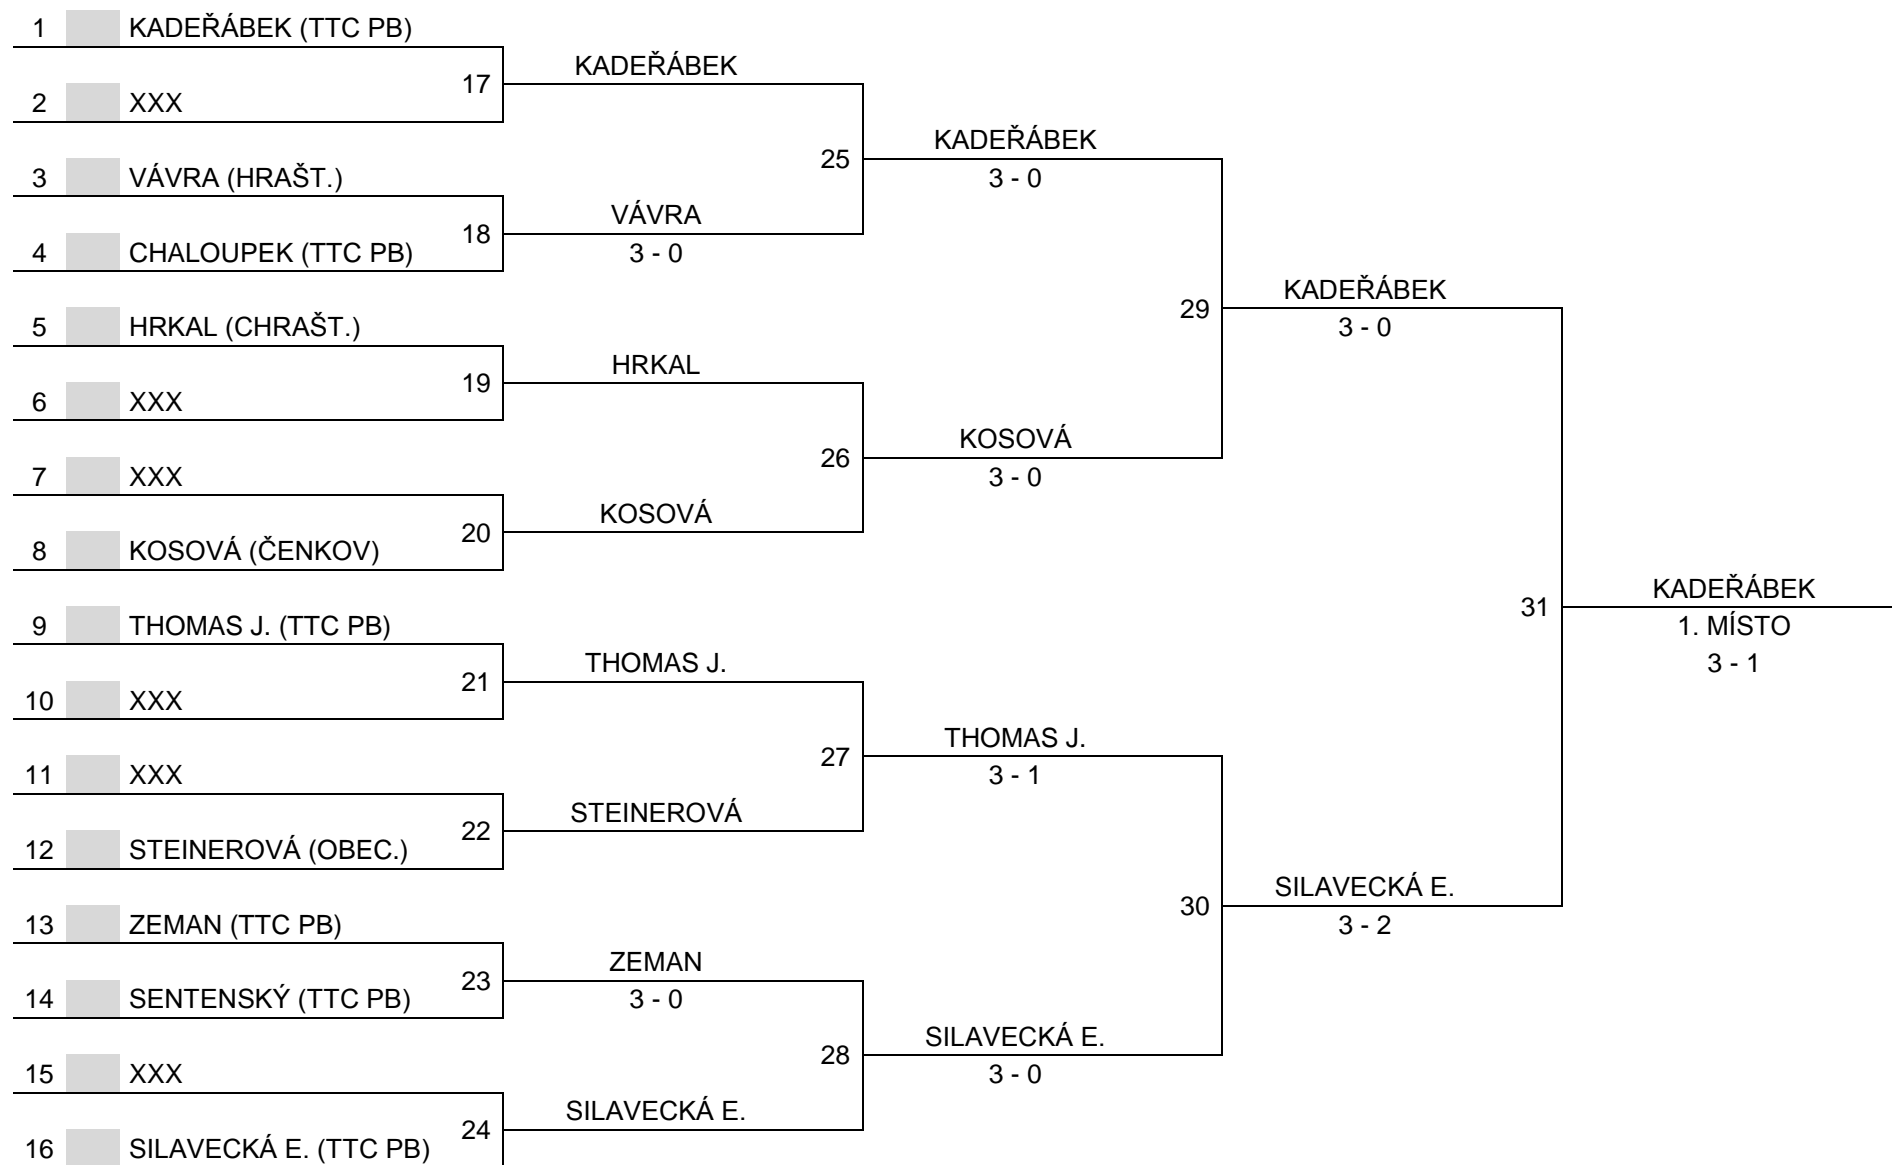 1 KADEŘÁBEK (TTC PB)
KADEŘÁBEK
17
2 XXX
KADEŘÁBEK
25
3 - 0
3 VÁVRA (HRAŠT.)
VÁVRA
18
3 - 0
4 CHALOUPEK (TTC PB)
KADEŘÁBEK
29
3 - 0
5 HRKAL (CHRAŠT.)
HRKAL
19
6 XXX
KOSOVÁ
26
3 - 0
7 XXX
KOSOVÁ
20
8 KOSOVÁ (ČENKOV)
KADEŘÁBEK
31
1. MÍSTO
3 - 1
9 THOMAS J. (TTC PB)
THOMAS J.
21
10 XXX
THOMAS J.
27
3 - 1
11 XXX
STEINEROVÁ
22
12 STEINEROVÁ (OBEC.)
SILAVECKÁ E.
30
3 - 2
13 ZEMAN (TTC PB)
ZEMAN
23
3 - 0
14 SENTENSKÝ (TTC PB)
SILAVECKÁ E.
28
3 - 0
15 XXX
SILAVECKÁ E.
24
16 SILAVECKÁ E. (TTC PB)